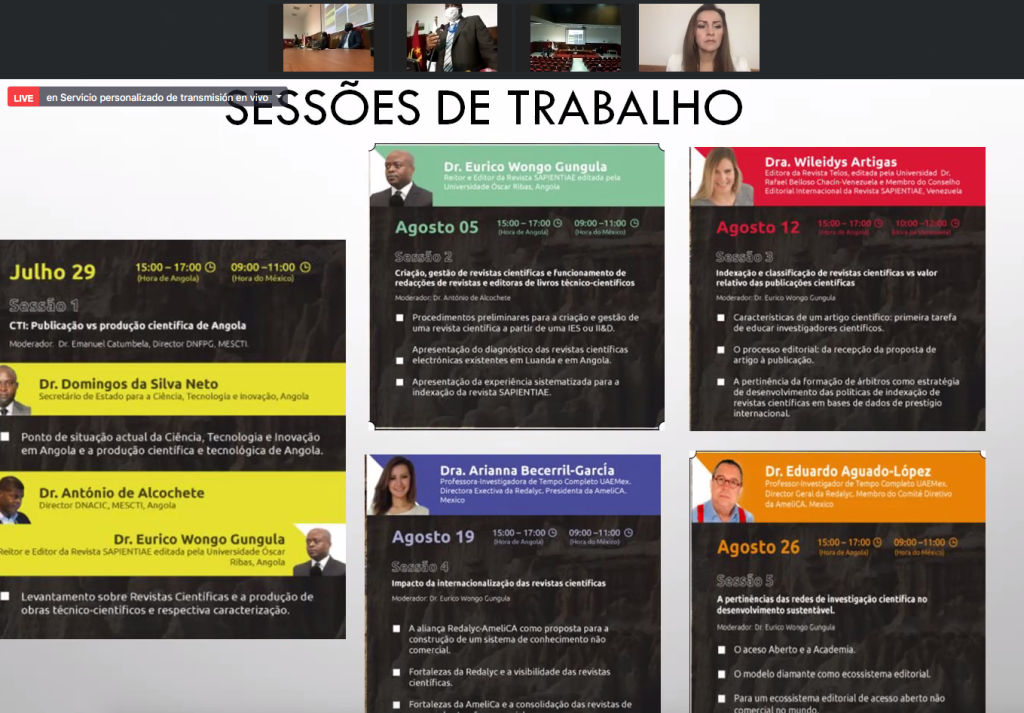 LIVE en Servicio personalizado de transmisión en vivo
SESSÕES DE TRABALHO
Julho 29
15:00 – 17:00 09:00 –11:00
(Hora de Angola) (Hora do México)
Sessão 1
CTI: Publicação vs produção científica de Angola
Moderador: Dr. Emanuel Catumbela, Director DNFPG, MESCTI.
Dr. Domingos da Silva Neto
Secretário de Estado para a Ciência, Tecnologia e Inovação, Angola
Ponto de situação actual da Ciência, Tecnologia e Inovação
em Angola e a produção científica e tecnológica de Angola.
Dr. António de Alcochete
Director DNACIC, MESCTI, Angola
Dr. Eurico Wongo Gungula
Reitor e Editor da Revista SAPIENTIAE editada pela Universidade Óscar
Ribas, Angola
Levantamento sobre Revistas Científicas e a produção de
obras técnico-científicos e respectiva caracterização.
Dr. Eurico Wongo Gungula
Reitor e Editor da Revista SAPIENTIAE editada pela
Universidade Óscar Ribas, Angola
Agosto 05
15:00 – 17:00 09:00 –11:00
(Hora de Angola) (Hora do México)
Sessão 2
Criação, gestão de revistas científicas e funcionamento de
redacções de revistas e editoras de livros técnico-científicos
Moderador: Dr. António de Alcochete
Procedimentos preliminares para a criação e gestão de
uma revista científica a partir de uma IES ou II&D.
Apresentação do diagnóstico das revistas científicas
electrónicas existentes em Luanda e em Angola.
Apresentação da experiência sistematizada para a
indexação da revista SAPIENTIAE.
Dra. Wileidys Artigas
Editora da Revista Telos, editada pela Universidad Dr.
Rafael Belloso Chacín-Venezuela e Membro do Conselho
Editorial Internacional da Revista SAPIENTIAE, Venezuela
Agosto 12
15:00 – 17:00 10:00 –12:00
(Hora de Angola)
Sessão 3
Indexação e classificação de revistas científicas vs valor
relativo das publicações científicas
Moderador: Dr. Eurico Wongo Gungula
Características de um artigo científico: primeira tarefa
de educar investigadores científicos.
O processo editorial: da recepção da proposta de
artigo à publicação.
A pertinência da formação de árbitros como estratégia
de desenvolvimento das políticas de indexação de
revistas científicas em bases de dados de prestígio
internacional.
Dra. Arianna Becerril-García
Professora-Investigadora de Tempo Completo UAEMex.
Directora Exectiva da Redalyc. Presidenta da AmeliCA.
Mexico
Agosto 19
15:00 – 17:00 09:00 –11:00
(Hora de Angola) (Hora do México)
Sessão 4
Impacto da internacionalização das revistas científicas
Moderador: Dr. Eurico Wongo Gungula
A aliança Redalyc-AmeliCA como proposta para a
construção de um sistema de conhecimento não
comercial.
Fortalezas da Redalyc e a visibilidade das revistas
científicas.
Fortalezas da AmeliCa e a consolidação das revistas de
Dr. Eduardo Aguado-López
Professor-Investigador de Tempo Completo UAEMex.
Director Geral da Redalyc. Membro do Comité Diretivo
da AmeliCA. Mexico
Agosto 26
15:00 – 17:00 09:00 –11:00
(Hora de Angola) (Hora do México)
Sessão 5
A pertinências das redes de investigação científica no
desenvolvimento sustentável.
Moderador: Dr. Eurico Wongo Gungula
O aceso Aberto e a Academia.
O modelo diamante como ecossistema editorial.
Para um ecossistema editorial de acesso aberto não
comercial no mundo.